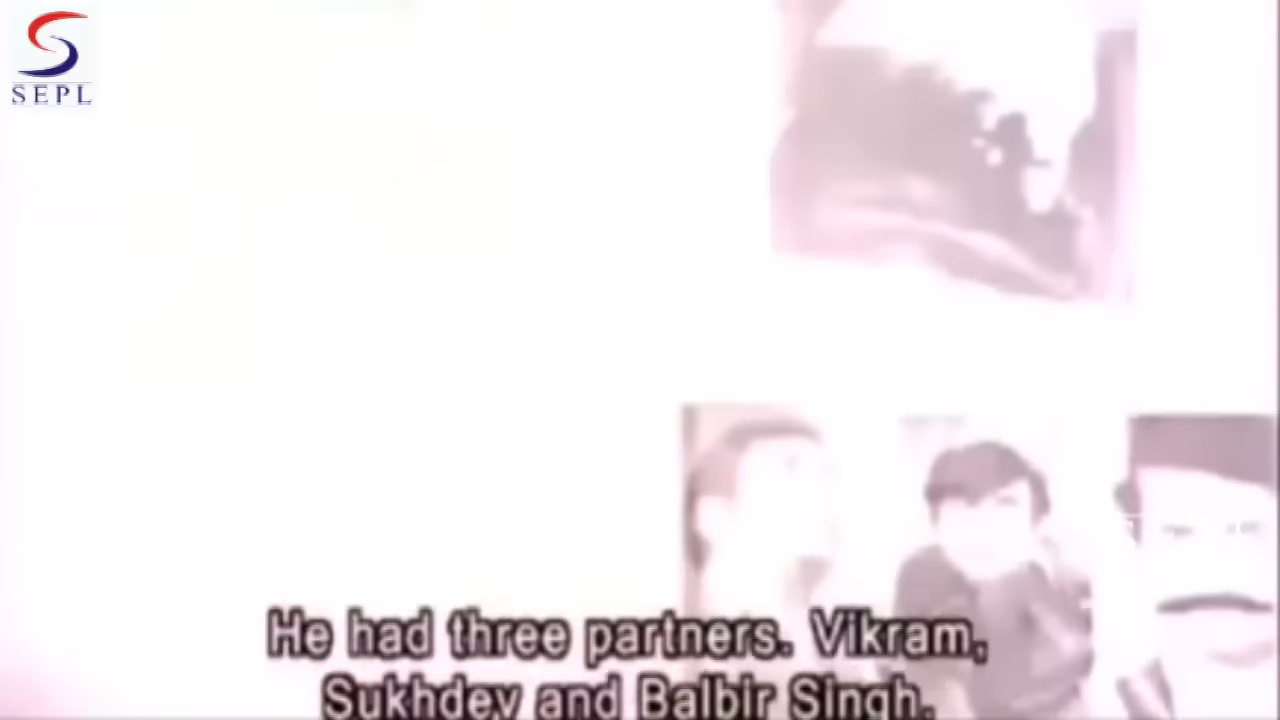 SEPL
He had three partners. Vikram,
Sukhdev and Balbir Singh.